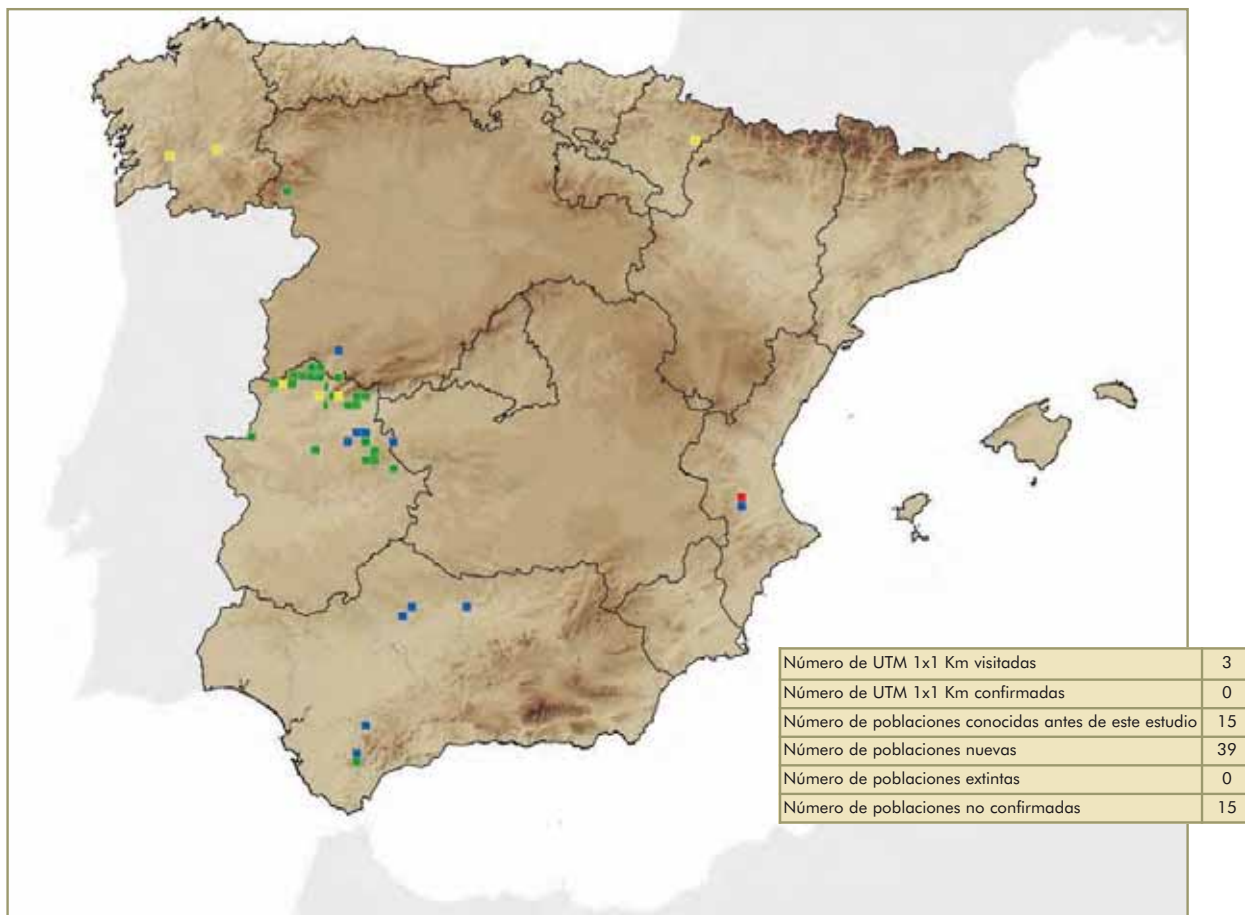 Número de UTM 1x1 Km visitadas 3
Número de UTM 1x1 Km confirmadas 0
Número de poblaciones conocidas antes de este estudio 15
Número de poblaciones nuevas 39
Número de poblaciones extintas 0
Número de poblaciones no confirmadas 15